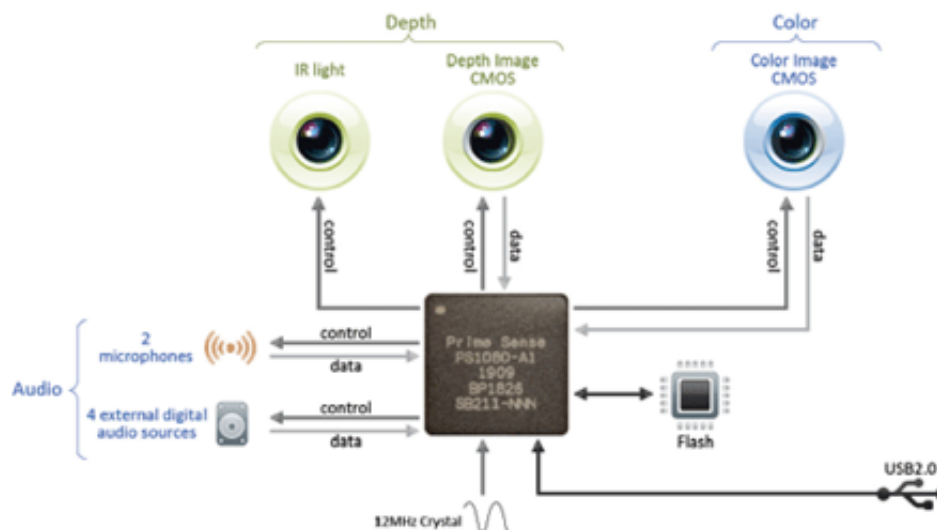 Depth
Color
IR light
Depth Image
CMOS
Color Image
CMOS
control
control
data
control
data
Audio
2
microphones
control
data
4 external digital
audio sources
control
data
Prime Sense
PS1080-A1
1909
BP1826
SB211-NNN
Flash
USB2.0
12MHz Crystal